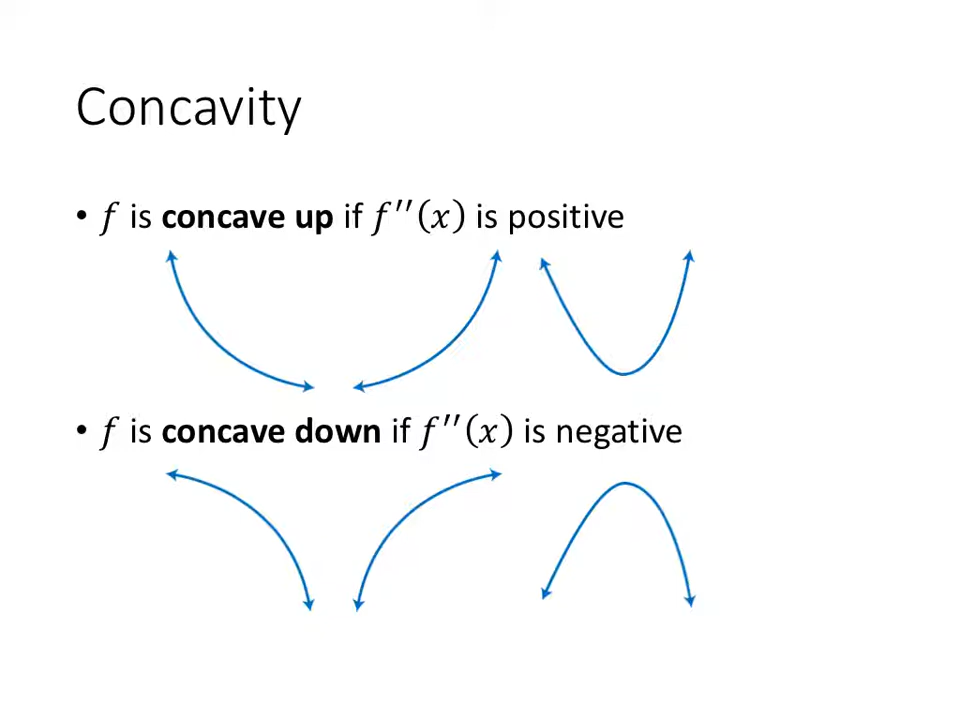 Concavity
• f is concave up if f′′(x) is positive
• f is concave down if f′′(x) is negative